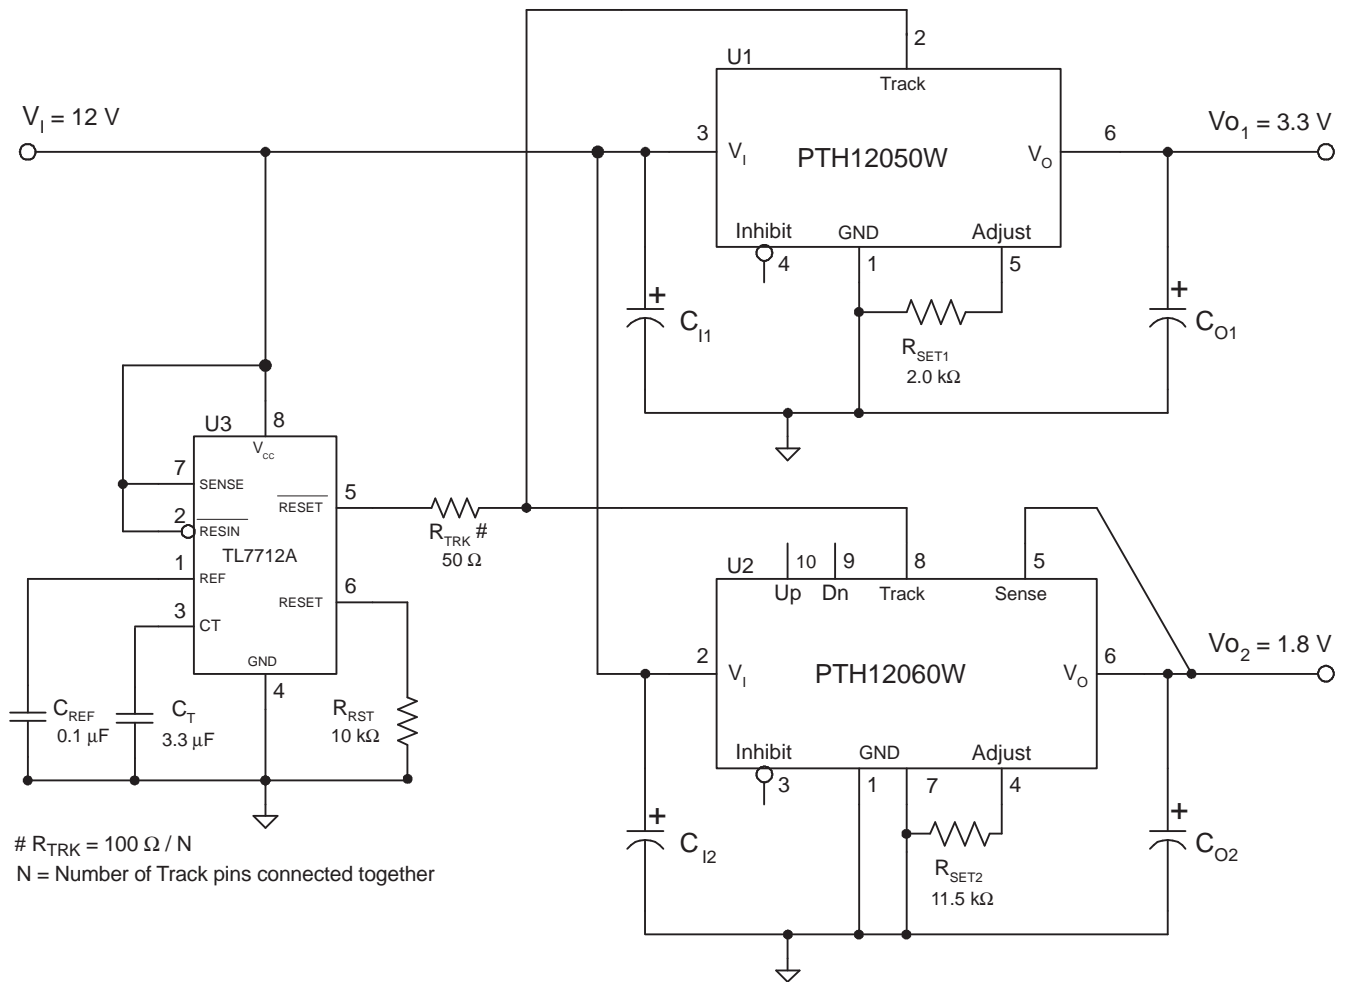 V_I = 12 V
U1
2
Track
3
V_I
PTH12050W
V_O
6
Vo_1 = 3.3 V
Inhibit
4
GND
1
Adjust
5
+
C_I1
R_SET1
2.0 kΩ
+
C_O1
U3
8
V_CC
7
SENSE
2
RESIN
TL7712A
1
REF
3
CT
RESET
5
RESET
6
GND
4
R_TRK #
50 Ω
C_REF
0.1 µF
C_T
3.3 µF
R_RST
10 kΩ
U2
10
Up
9
Dn
8
Track
5
Sense
2
V_I
PTH12060W
V_O
6
Vo_2 = 1.8 V
Inhibit
3
GND
1
7
Adjust
4
+
C_I2
R_SET2
11.5 kΩ
+
C_O2
# R_TRK = 100 Ω / N
N = Number of Track pins connected together